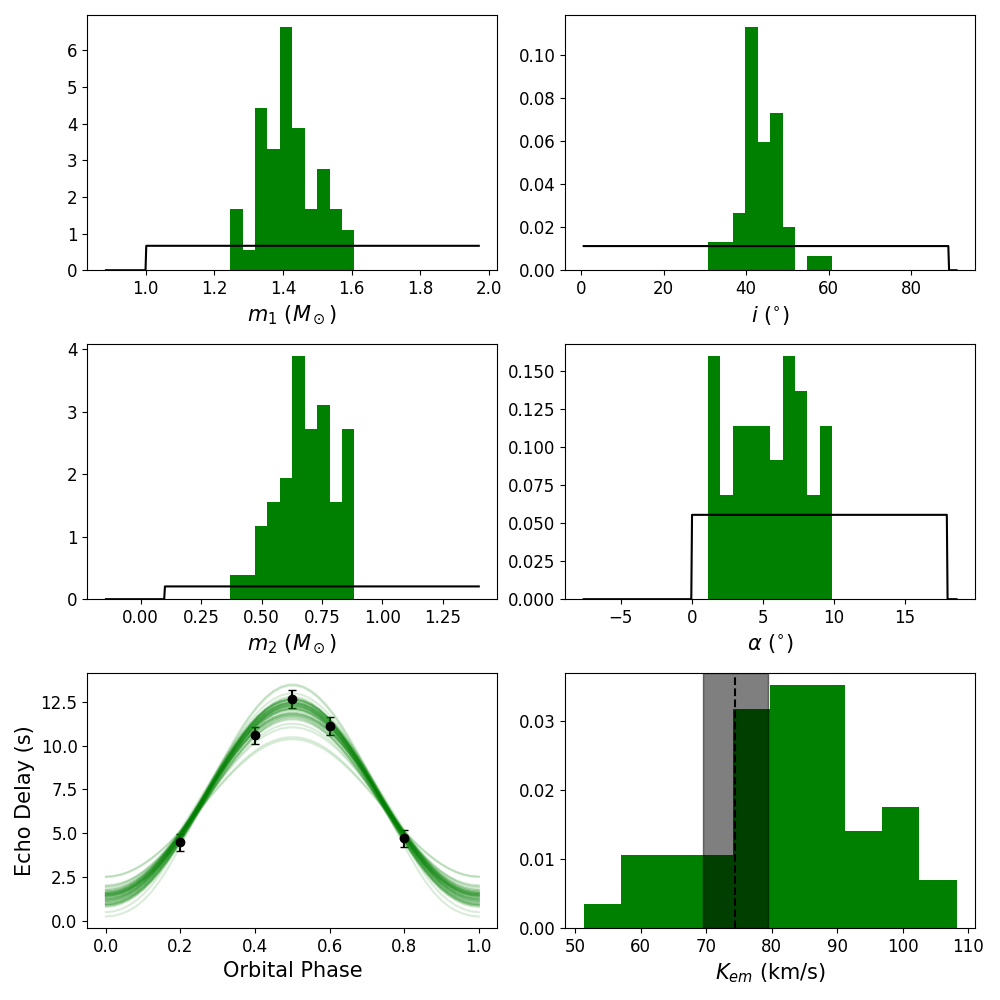 6
5
4
3
2
1
0
1.0 1.2 1.4 1.6 1.8 2.0
m₁ (M_⊙)
0.10
0.08
0.06
0.04
0.02
0.00
0 20 40 60 80
i (°)
4
3
2
1
0
0.00 0.25 0.50 0.75 1.00 1.25
m₂ (M_⊙)
0.150
0.125
0.100
0.075
0.050
0.025
0.000
−5 0 5 10 15
α (°)
Echo Delay (s)
12.5
10.0
7.5
5.0
2.5
0.0
0.0 0.2 0.4 0.6 0.8 1.0
Orbital Phase
0.03
0.02
0.01
0.00
50 60 70 80 90 100 110
K_em (km/s)